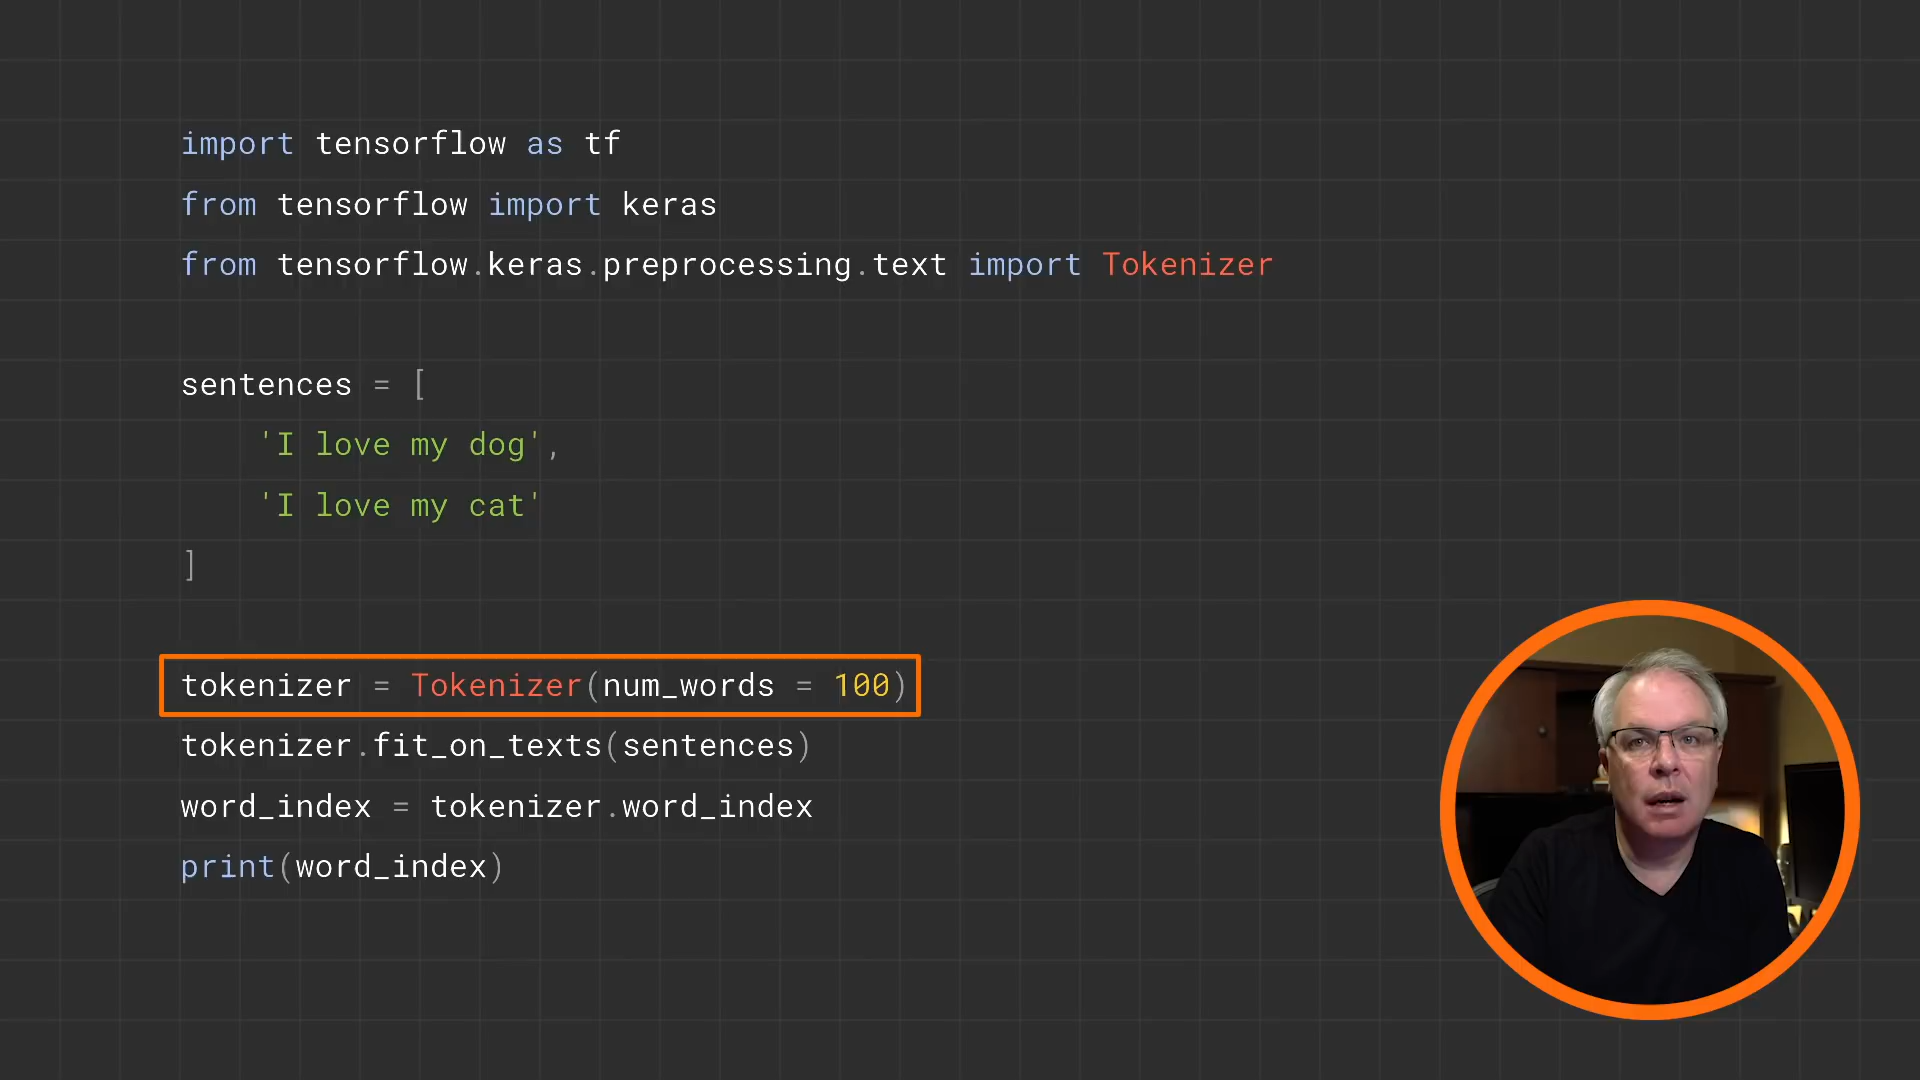 import tensorflow as tf
from tensorflow import keras
from tensorflow.keras.preprocessing.text import Tokenizer
sentences = [
    'I love my dog',
    'I love my cat'
]
tokenizer = Tokenizer(num_words = 100)
tokenizer.fit_on_texts(sentences)
word_index = tokenizer.word_index
print(word_index)